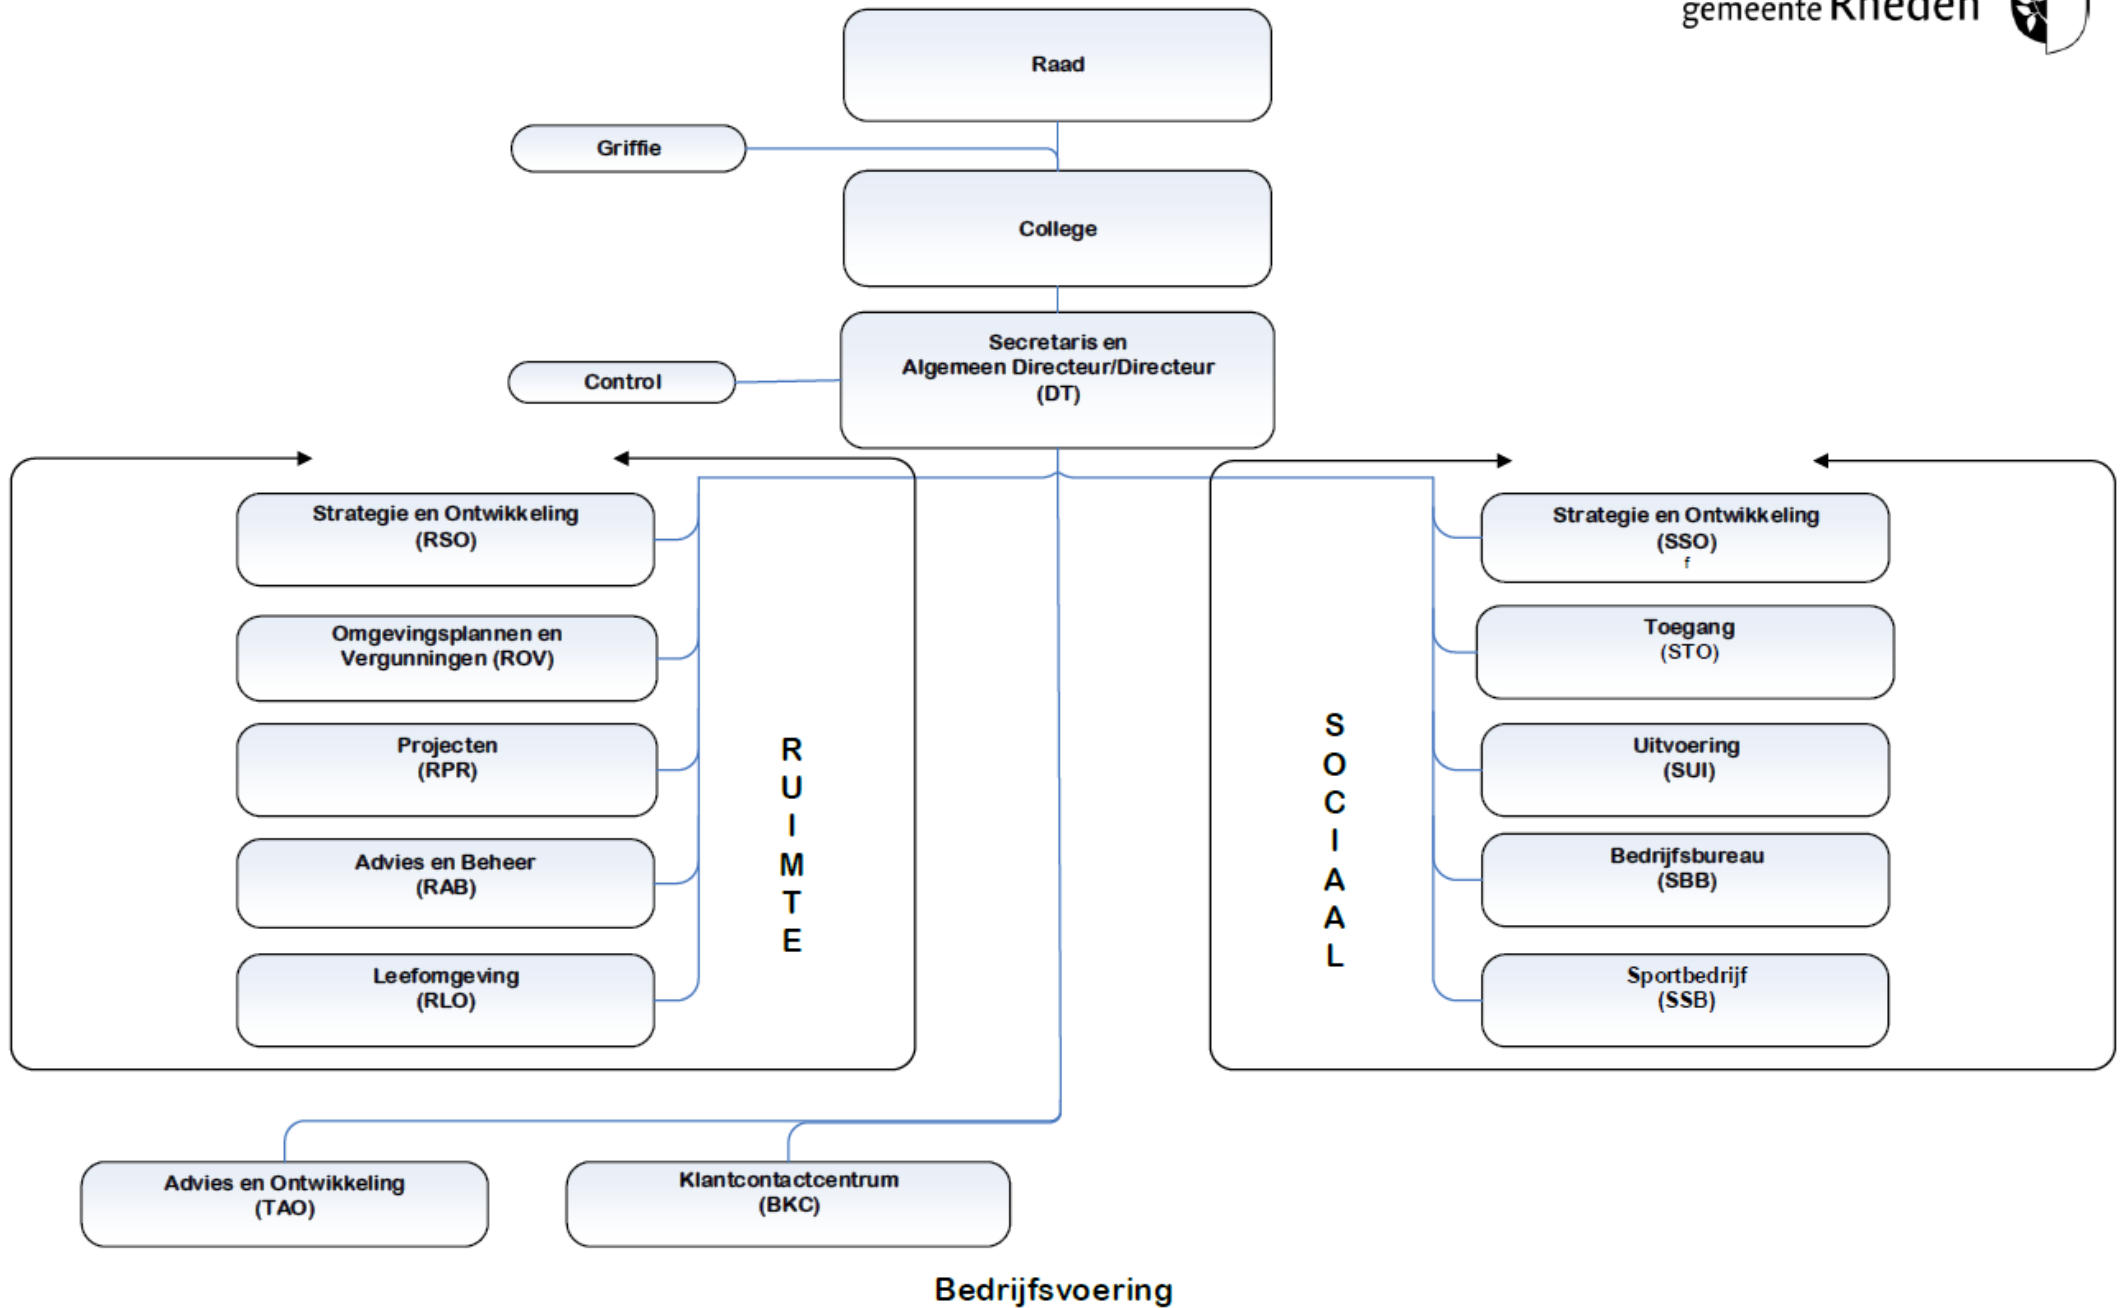 gemeente Rheden
Raad
Griffie
College
Secretaris en
Algemeen Directeur/Directeur
(DT)
Control
Strategie en Ontwikkeling
(RSO)
Omgevingsplannen en
Vergunningen (ROV)
Projecten
(RPR)
Advies en Beheer
(RAB)
Leefomgeving
(RLO)
RUIMTE
SOCIAAL
Strategie en Ontwikkeling
(SSO)
f
Toegang
(STO)
Uitvoering
(SUI)
Bedrijfsbureau
(SBB)
Sportbedrijf
(SSB)
Advies en Ontwikkeling
(TAO)
Klantcontactcentrum
(BKC)
Bedrijfsvoering